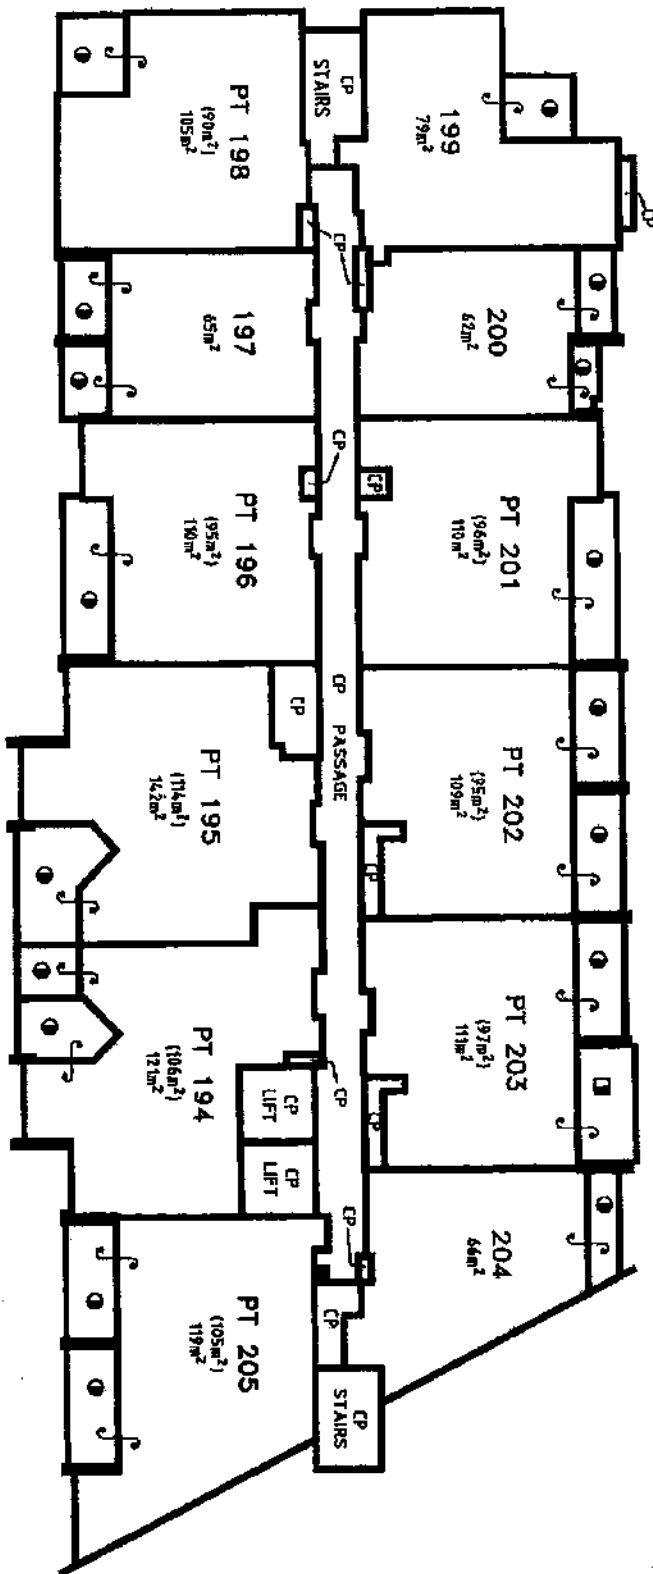 CP
STAIRS
PT 198
(90m²)
105m²
199
79m²
CP
CP
197
65m²
200
62m²
CP
CP
PT 196
(95m²)
110m²
PT 201
(96m²)
110m²
CP
CP PASSAGE
PT 195
(114m²)
142m²
PT 202
(95m²)
109m²
CP
PT 194
(106m²)
121m²
PT 203
(97m²)
111m²
CP
CP
CP
LIFT
CP
LIFT
CP
204
66m²
CP
PT 205
(105m²)
119m²
CP
STAIRS